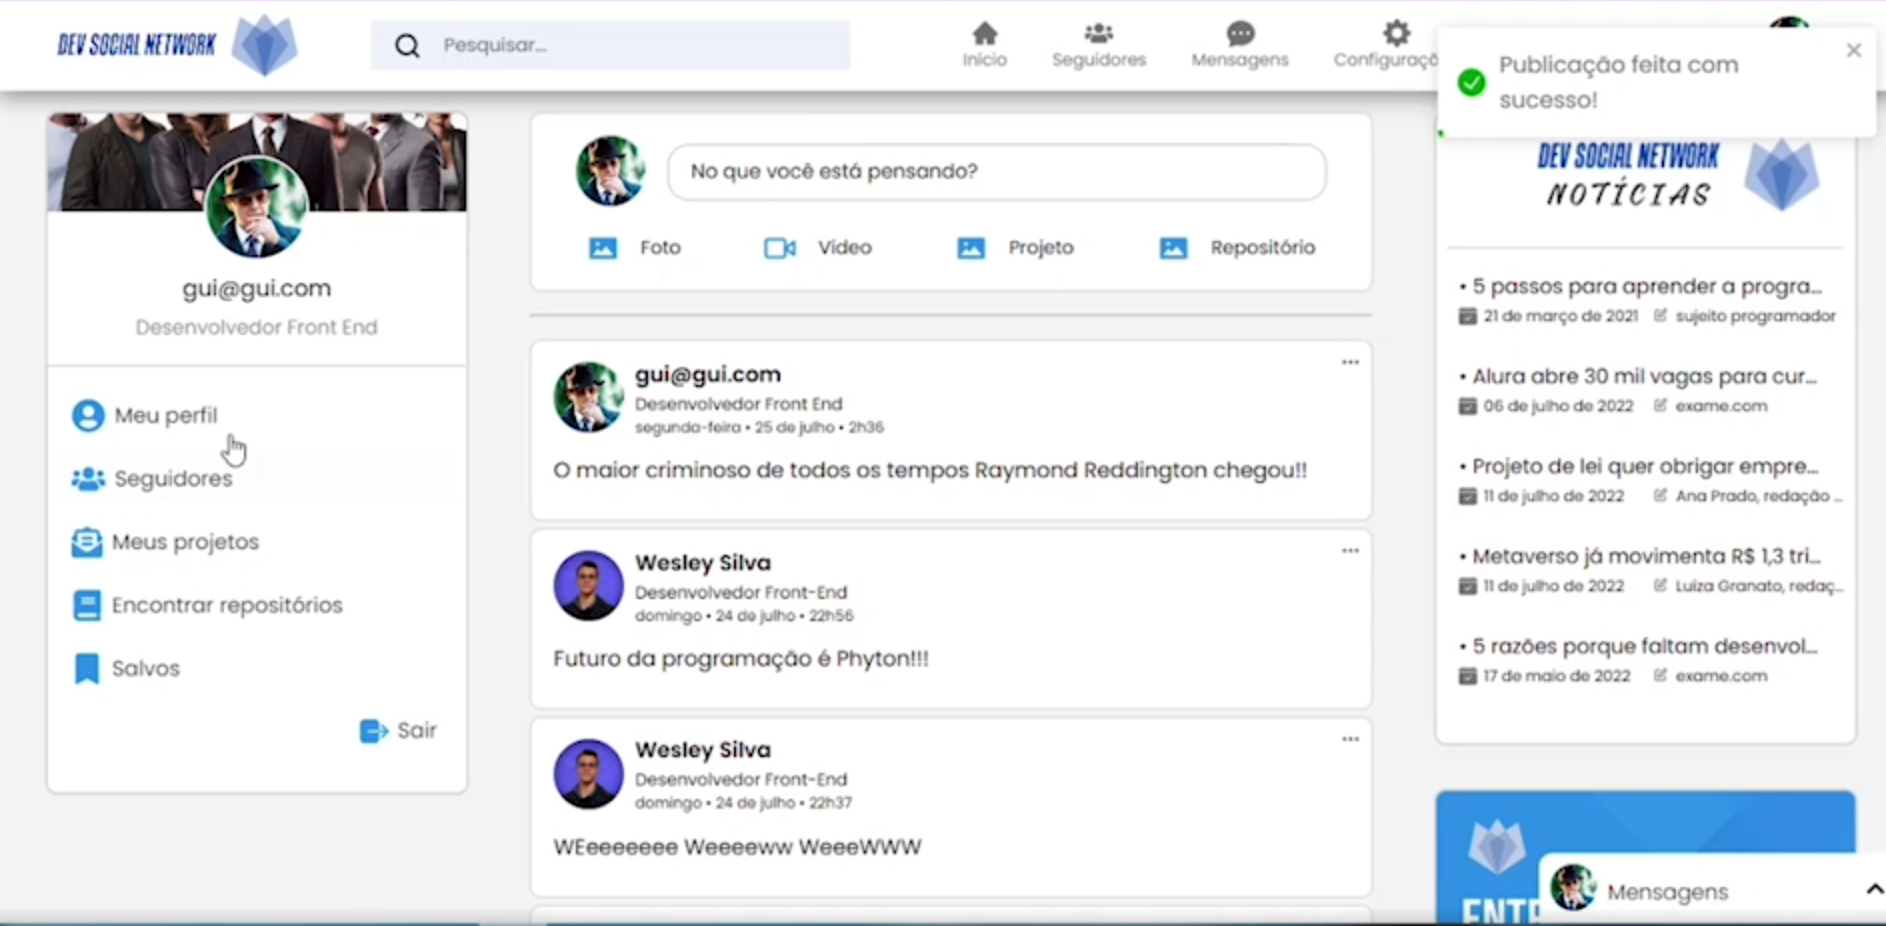 DEV SOCIAL NETWORK
Pesquisar...
Início
Seguidores
Mensagens
Configuraçõ
Publicação feita com
sucesso!
gui@gui.com
Desenvolvedor Front End
Meu perfil
Seguidores
Meus projetos
Encontrar repositórios
Salvos
Sair
No que você está pensando?
Foto
Vídeo
Projeto
Repositório
gui@gui.com
Desenvolvedor Front End
segunda-feira • 25 de julho • 2h36
O maior criminoso de todos os tempos Raymond Reddington chegou!!
Wesley Silva
Desenvolvedor Front-End
domingo • 24 de julho • 22h56
Futuro da programação é Phyton!!!
Wesley Silva
Desenvolvedor Front-End
domingo • 24 de julho • 22h37
WEeeeeeee Weeeeww WeeeWWW
DEV SOCIAL NETWORK
NOTÍCIAS
• 5 passos para aprender a progra...
21 de março de 2021 sujeito programador
• Alura abre 30 mil vagas para cur...
06 de julho de 2022 exame.com
• Projeto de lei quer obrigar empre...
11 de julho de 2022 Ana Prado, redação ...
• Metaverso já movimenta R$ 1,3 tri...
11 de julho de 2022 Luíza Granato, redaç...
• 5 razões porque faltam desenvol...
17 de maio de 2022 exame.com
ENTR
Mensagens